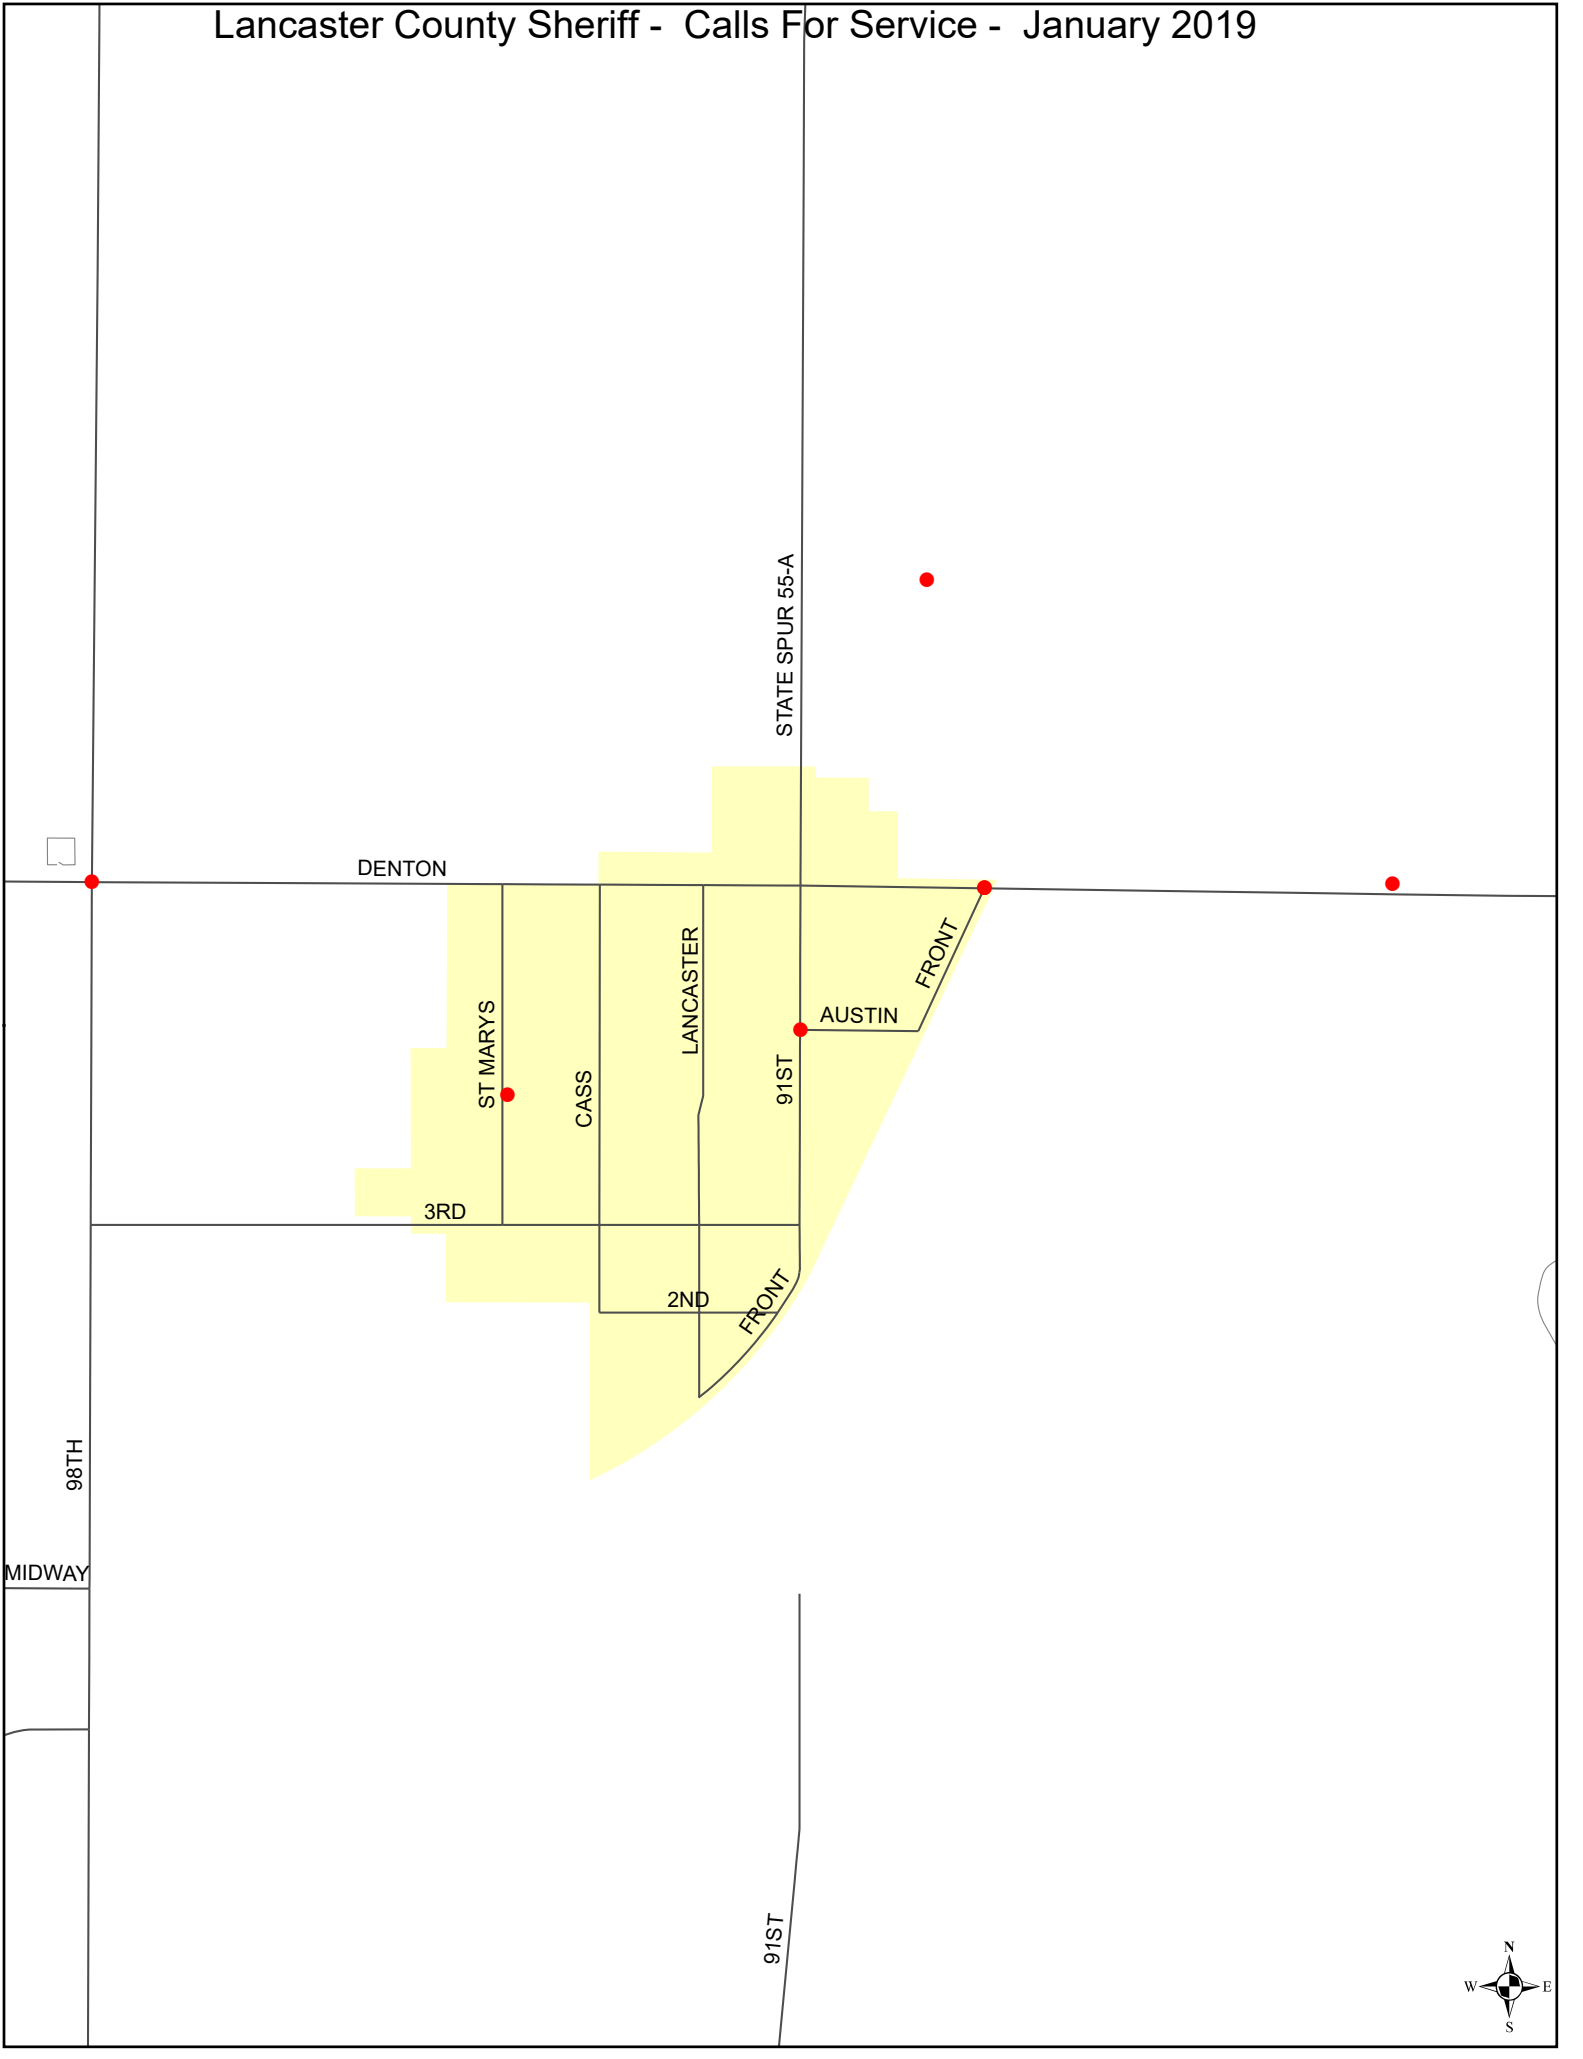 Lancaster County Sheriff -  Calls For Service -  January 2019
STATE SPUR 55-A
DENTON
FRONT
LANCASTER
AUSTIN
ST MARYS
91ST
CASS
3RD
2ND
FRONT
98TH
MIDWAY
91ST
N
W
E
S